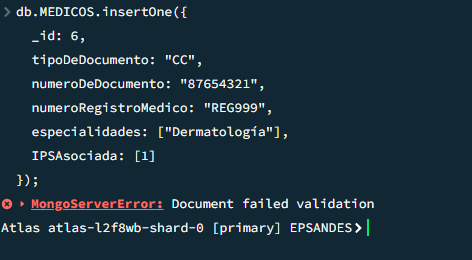 > db.MEDICOS.insertOne({
_id: 6,
tipoDeDocumento: "CC",
numeroDeDocumento: "87654321",
numeroRegistroMedico: "REG999",
especialidades: ["Dermatología"],
IPSAsociada: [1]
});
MongoServerError: Document failed validation
Atlas atlas-l2f8wb-shard-0 [primary] EPSANDES>